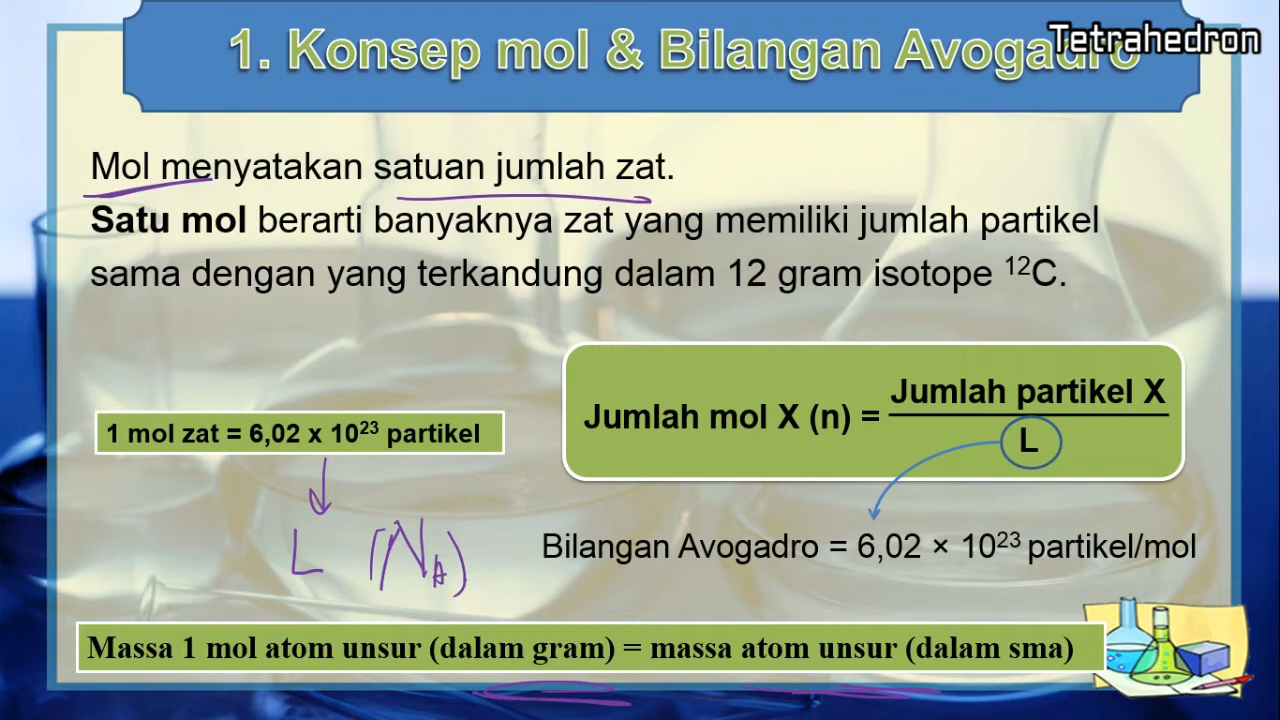 1. Konsep mol & Bilangan Avogadro
Tetrahedron
Mol menyatakan satuan jumlah zat.
Satu mol berarti banyaknya zat yang memiliki jumlah partikel
sama dengan yang terkandung dalam 12 gram isotope ¹²C.
Jumlah mol X (n) = Jumlah partikel X / L
1 mol zat = 6,02 x 10²³ partikel
L (N_A)
Bilangan Avogadro = 6,02 × 10²³ partikel/mol
Massa 1 mol atom unsur (dalam gram) = massa atom unsur (dalam sma)